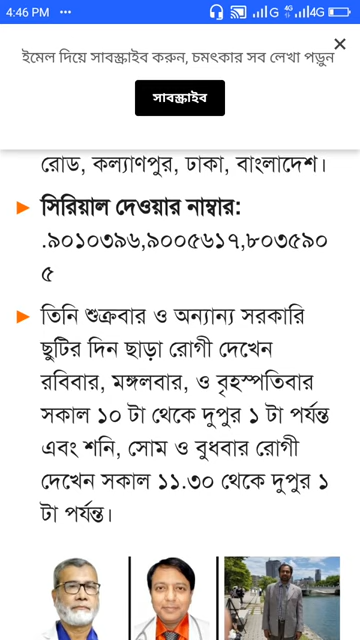 4:46 PM ... G 4G 4G
ইমেল দিয়ে সাবস্ক্রাইব করুন, চমৎকার সব লেখা পড়ুন
সাবস্ক্রাইব
রোড, কল্যাণপুর, ঢাকা, বাংলাদেশ।
► সিরিয়াল দেওয়ার নাম্বার:
.৯০১০৩৯৬,৯০০৫৬১৭,৮০৩৫৯০
৫
► তিনি শুক্রবার ও অন্যান্য সরকারি
ছুটির দিন ছাড়া রোগী দেখেন
রবিবার, মঙ্গলবার, ও বৃহস্পতিবার
সকাল ১০ টা থেকে দুপুর ১ টা পর্যন্ত
এবং শনি, সোম ও বুধবার রোগী
দেখেন সকাল ১১.৩০ থেকে দুপুর ১
টা পর্যন্ত।